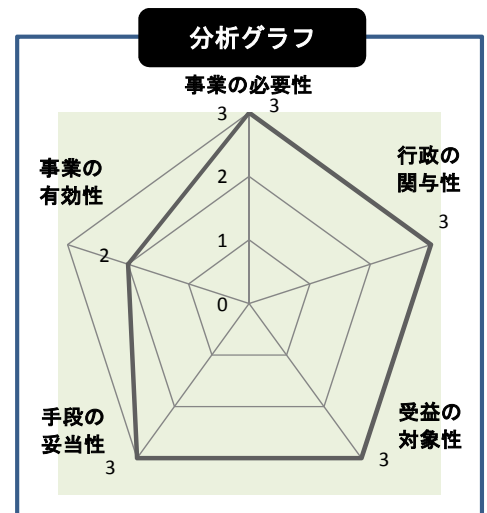 分析グラフ
事業の必要性
3
3
行政の
関与性
3
事業の
有効性
2
2
1
0
受益の
対象性
3
手段の
妥当性
3